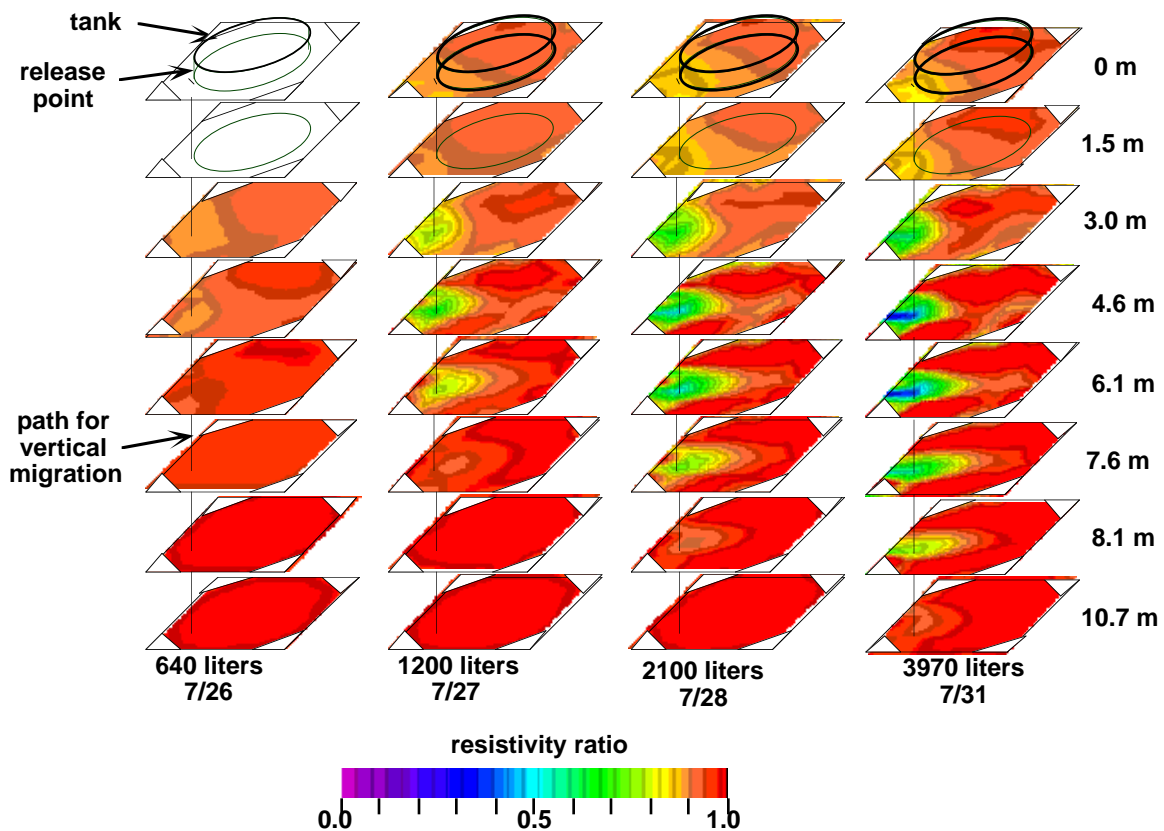 tank
release
point
path for
vertical
migration
0 m
1.5 m
3.0 m
4.6 m
6.1 m
7.6 m
8.1 m
10.7 m
640 liters
7/26
1200 liters
7/27
2100 liters
7/28
3970 liters
7/31
resistivity ratio
0.0
0.5
1.0